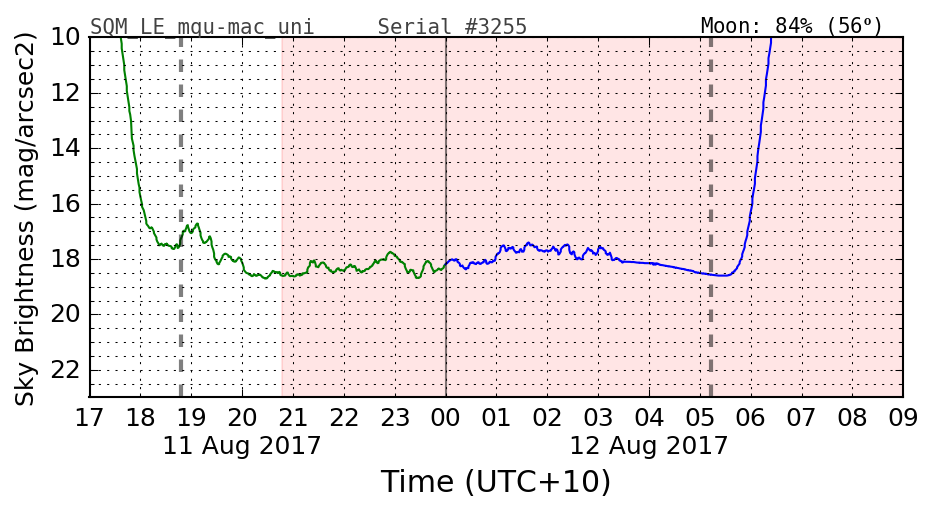 SQM_LE_mqu-mac_uni Serial #3255 Moon: 84% (56º)
Sky Brightness (mag/arcsec2)
10
12
14
16
18
20
22
17 18 19 20 21 22 23 00 01 02 03 04 05 06 07 08 09
11 Aug 2017 12 Aug 2017
Time (UTC+10)